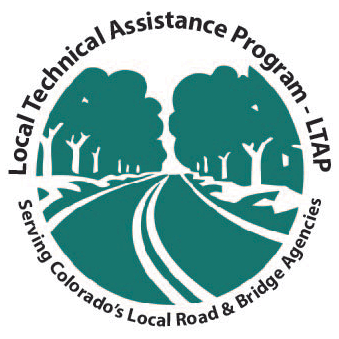 Local Technical Assistance Program - LTAP
Serving Colorado's Local Road & Bridge Agencies